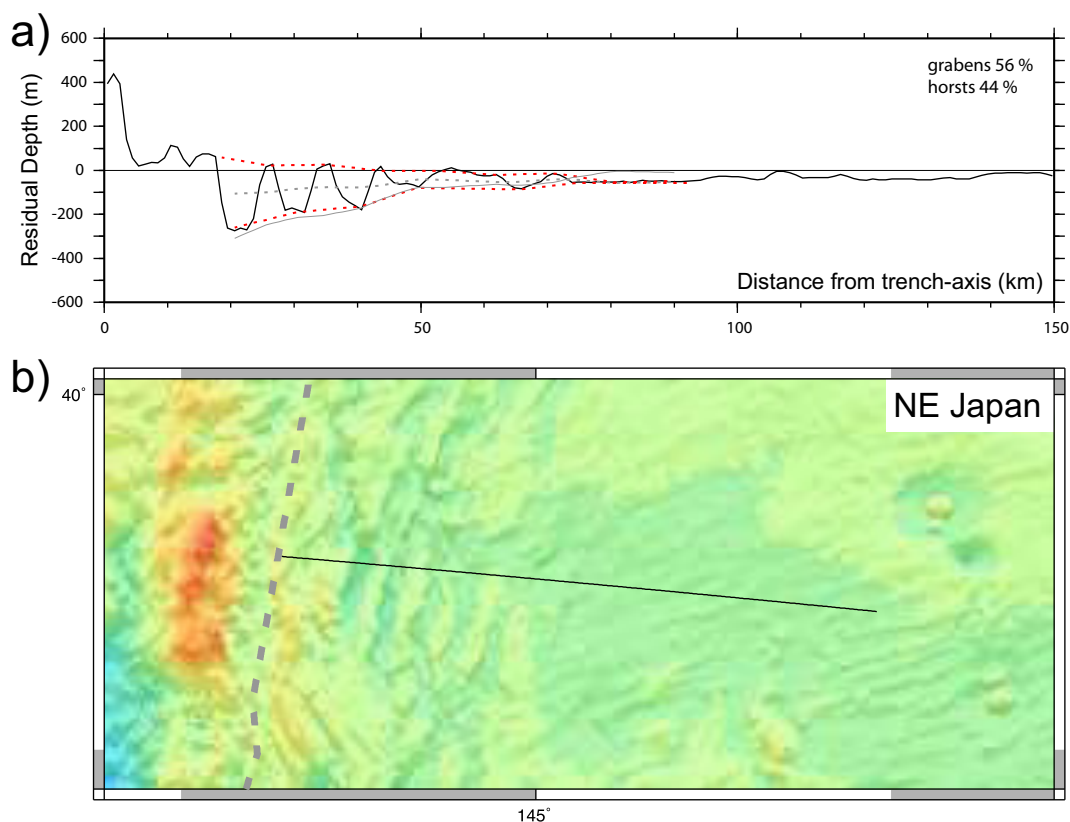 a)
600
400
200
0
-200
-400
-600
Residual Depth (m)
grabens 56 %
horsts 44 %
Distance from trench-axis (km)
0
50
100
150
b)
40°
NE Japan
145°